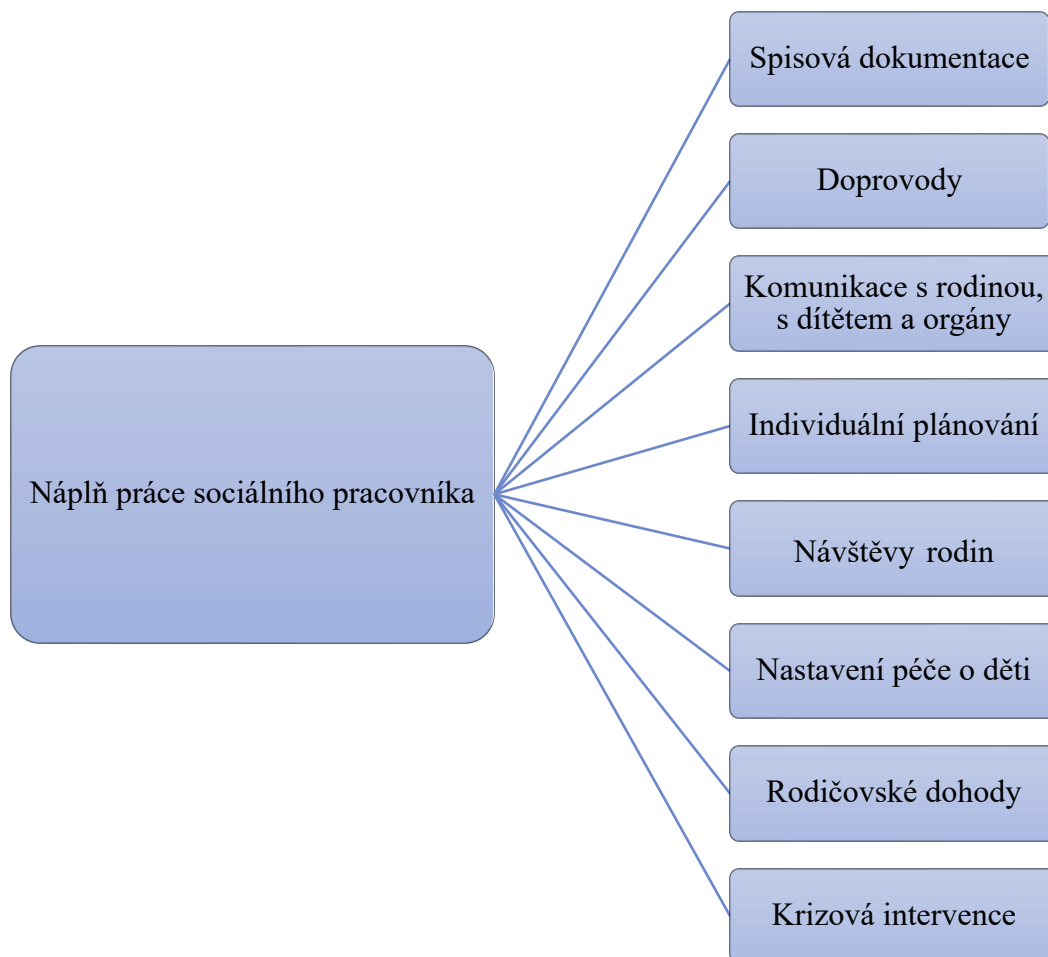 Spisová dokumentace
Doprovody
Komunikace s rodinou,
s dítětem a orgány
Individuální plánování
Náplň práce sociálního pracovníka
Návštěvy rodin
Nastavení péče o děti
Rodičovské dohody
Krizová intervence